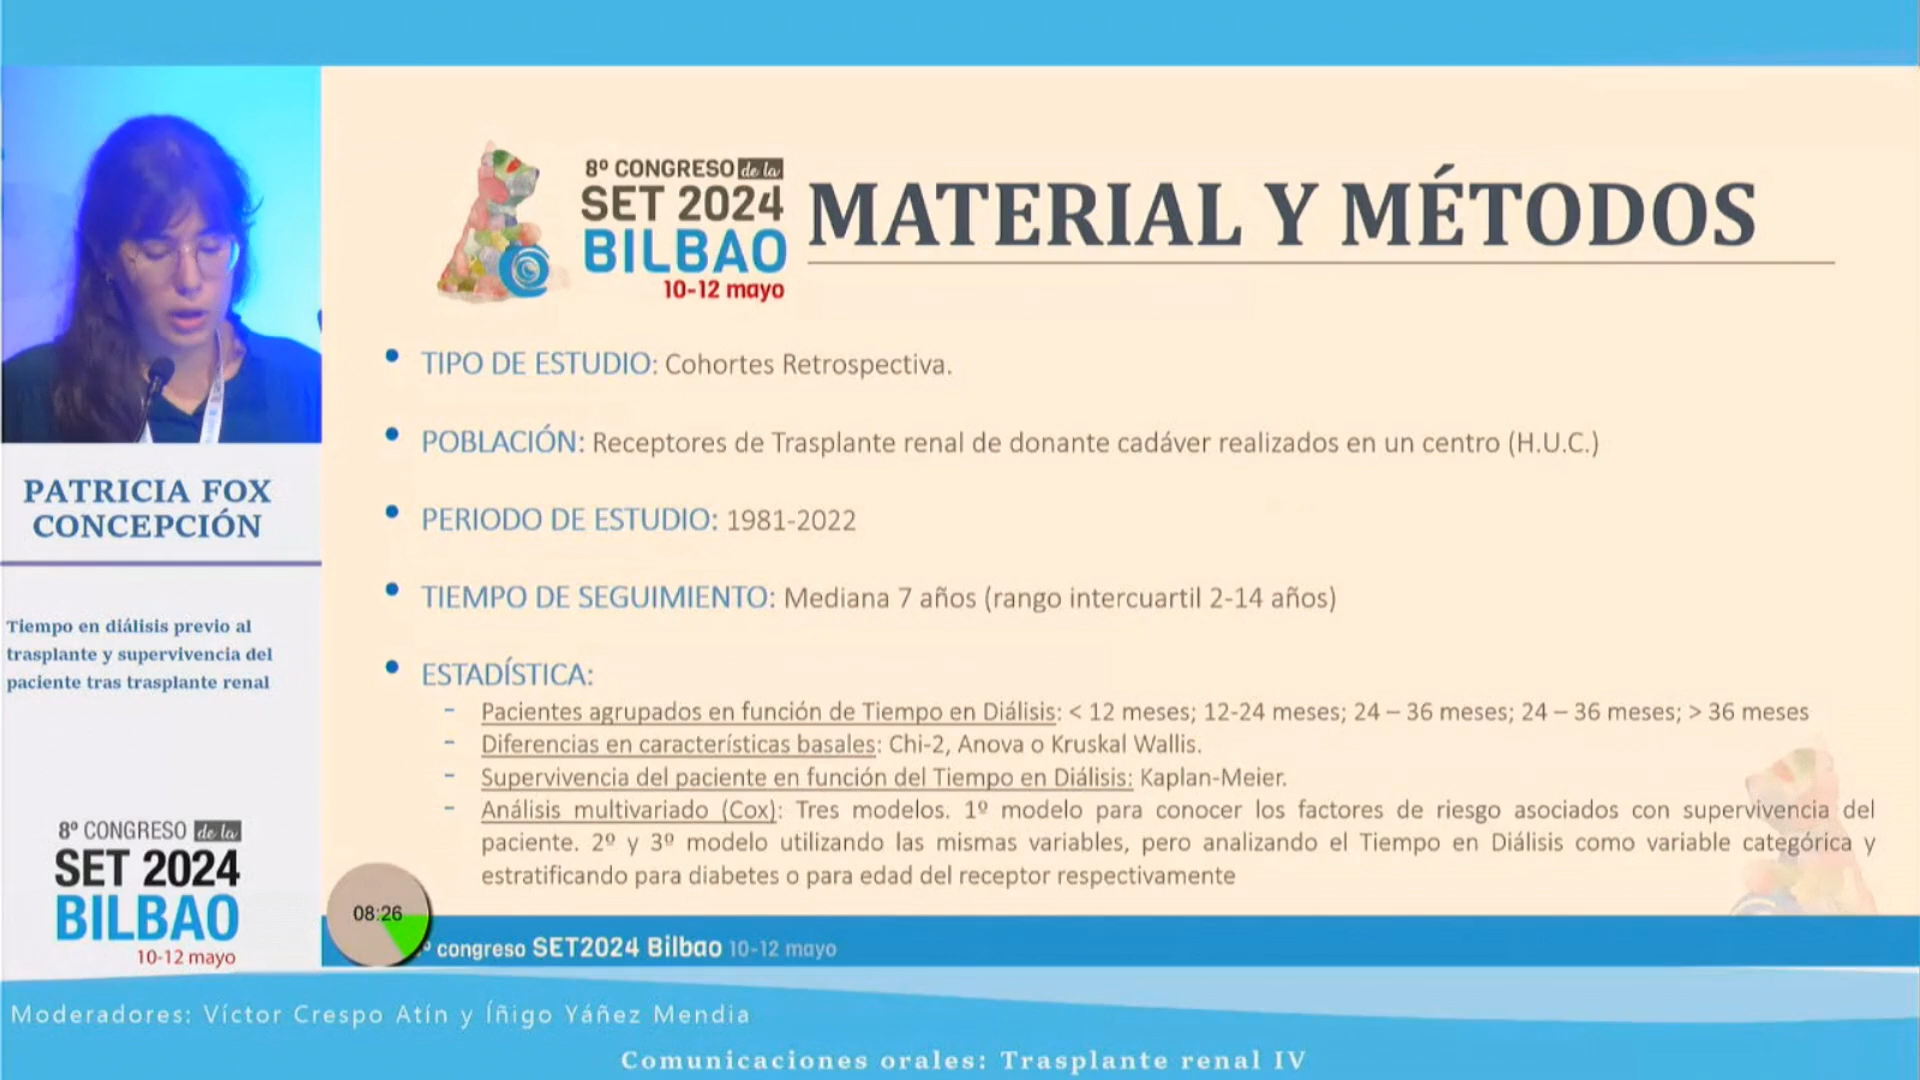 8º CONGRESO de la
SET 2024
BILBAO
10-12 mayo
MATERIAL Y MÉTODOS
• TIPO DE ESTUDIO: Cohortes Retrospectiva.
• POBLACIÓN: Receptores de Trasplante renal de donante cadáver realizados en un centro (H.U.C.)
• PERIODO DE ESTUDIO: 1981-2022
• TIEMPO DE SEGUIMIENTO: Mediana 7 años (rango intercuartil 2-14 años)
• ESTADÍSTICA:
- Pacientes agrupados en función de Tiempo en Diálisis: < 12 meses; 12-24 meses; 24 – 36 meses; 24 – 36 meses; > 36 meses
- Diferencias en características basales: Chi-2, Anova o Kruskal Wallis.
- Supervivencia del paciente en función del Tiempo en Diálisis: Kaplan-Meier.
- Análisis multivariado (Cox): Tres modelos. 1º modelo para conocer los factores de riesgo asociados con supervivencia del
paciente. 2º y 3º modelo utilizando las mismas variables, pero analizando el Tiempo en Diálisis como variable categórica y
estratificando para diabetes o para edad del receptor respectivamente
PATRICIA FOX
CONCEPCIÓN
Tiempo en diálisis previo al
trasplante y supervivencia del
paciente tras trasplante renal
8º CONGRESO de la
SET 2024
BILBAO
10-12 mayo
08:26
º congreso SET2024 Bilbao 10-12 mayo
Moderadores: Víctor Crespo Atín y Íñigo Yáñez Mendia
Comunicaciones orales: Trasplante renal IV